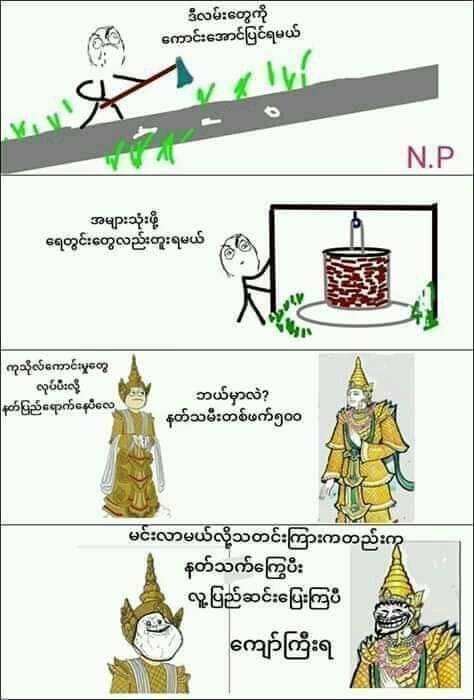 ဒီလမ်းတွေကို
ကောင်းအောင်ပြင်ရမယ်
N.P
အများသုံးဖို့
ရေတွင်းတွေလည်းတူးရမယ်
ကုသိုလ်ကောင်းမှုတွေ
လုပ်ပီးလို့
နတ်ပြည်ရောက်နေပီလေ
ဘယ်မှာလဲ?
နတ်သမီးတစ်ဖက်၅၀၀
မင်းလာမယ်လို့သတင်းကြားကတည်းက
နတ်သက်ကြွေပီး
လူ့ပြည်ဆင်းပြေးကြပီ
ကျော်ကြီးရ